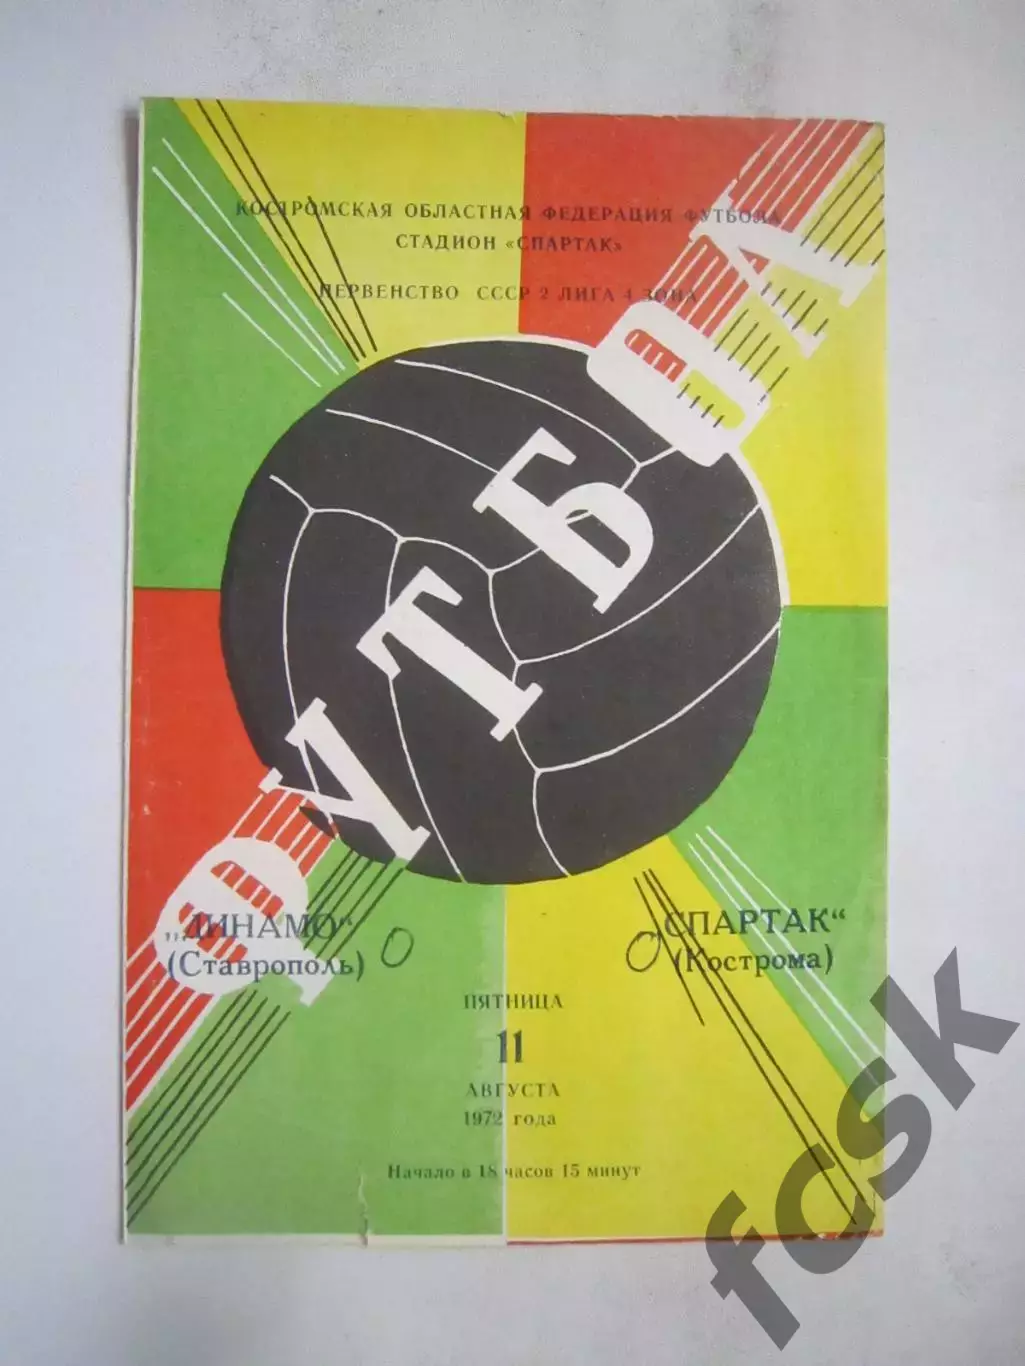 КОСТРОМСКАЯ ОБЛАСТНАЯ ФЕДЕРАЦИЯ ФУТБОЛА
СТАДИОН «СПАРТАК»
ПЕРВЕНСТВО СССР 2 ЛИГА 4 ЗОНА
ФУТБОЛ
„ДИНАМО“ 0 0 „СПАРТАК“
(Ставрополь) (Кострома)
ПЯТНИЦА
11
АВГУСТА
1972 года
Начало в 18 часов 15 минут
fcsk